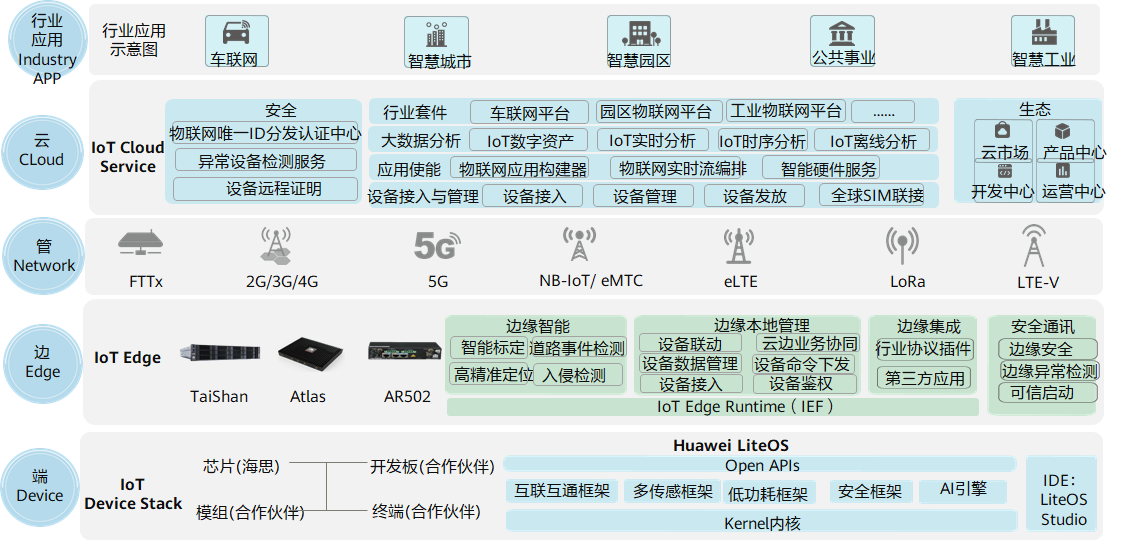 行业
应用
Industry
APP
行业应用
示意图
车联网
智慧城市
智慧园区
公共事业
智慧工业
云
CLoud
IoT Cloud
Service
安全
物联网唯一ID分发认证中心
异常设备检测服务
设备远程证明
行业套件
车联网平台
园区物联网平台
工业物联网平台
......
大数据分析
IoT数字资产
IoT实时分析
IoT时序分析
IoT离线分析
应用使能
物联网应用构建器
物联网实时流编排
智能硬件服务
设备接入与管理
设备接入
设备管理
设备发放
全球SIM联接
生态
云市场
产品中心
开发中心
运营中心
管
Network
FTTx
2G/3G/4G
5G
5G
NB-IoT/ eMTC
eLTE
LoRa
LTE-V
边
Edge
IoT Edge
TaiShan
Atlas
AR502
边缘智能
智能标定
道路事件检测
高精准定位
入侵检测
边缘本地管理
设备联动
云边业务协同
设备数据管理
设备命令下发
设备接入
设备鉴权
边缘集成
行业协议插件
第三方应用
IoT Edge Runtime（IEF）
安全通讯
边缘安全
边缘异常检测
可信启动
端
Device
IoT
Device Stack
芯片(海思)
开发板(合作伙伴)
模组(合作伙伴)
终端(合作伙伴)
Huawei LiteOS
Open APIs
互联互通框架
多传感框架
低功耗框架
安全框架
AI引擎
Kernel内核
IDE：
LiteOS
Studio